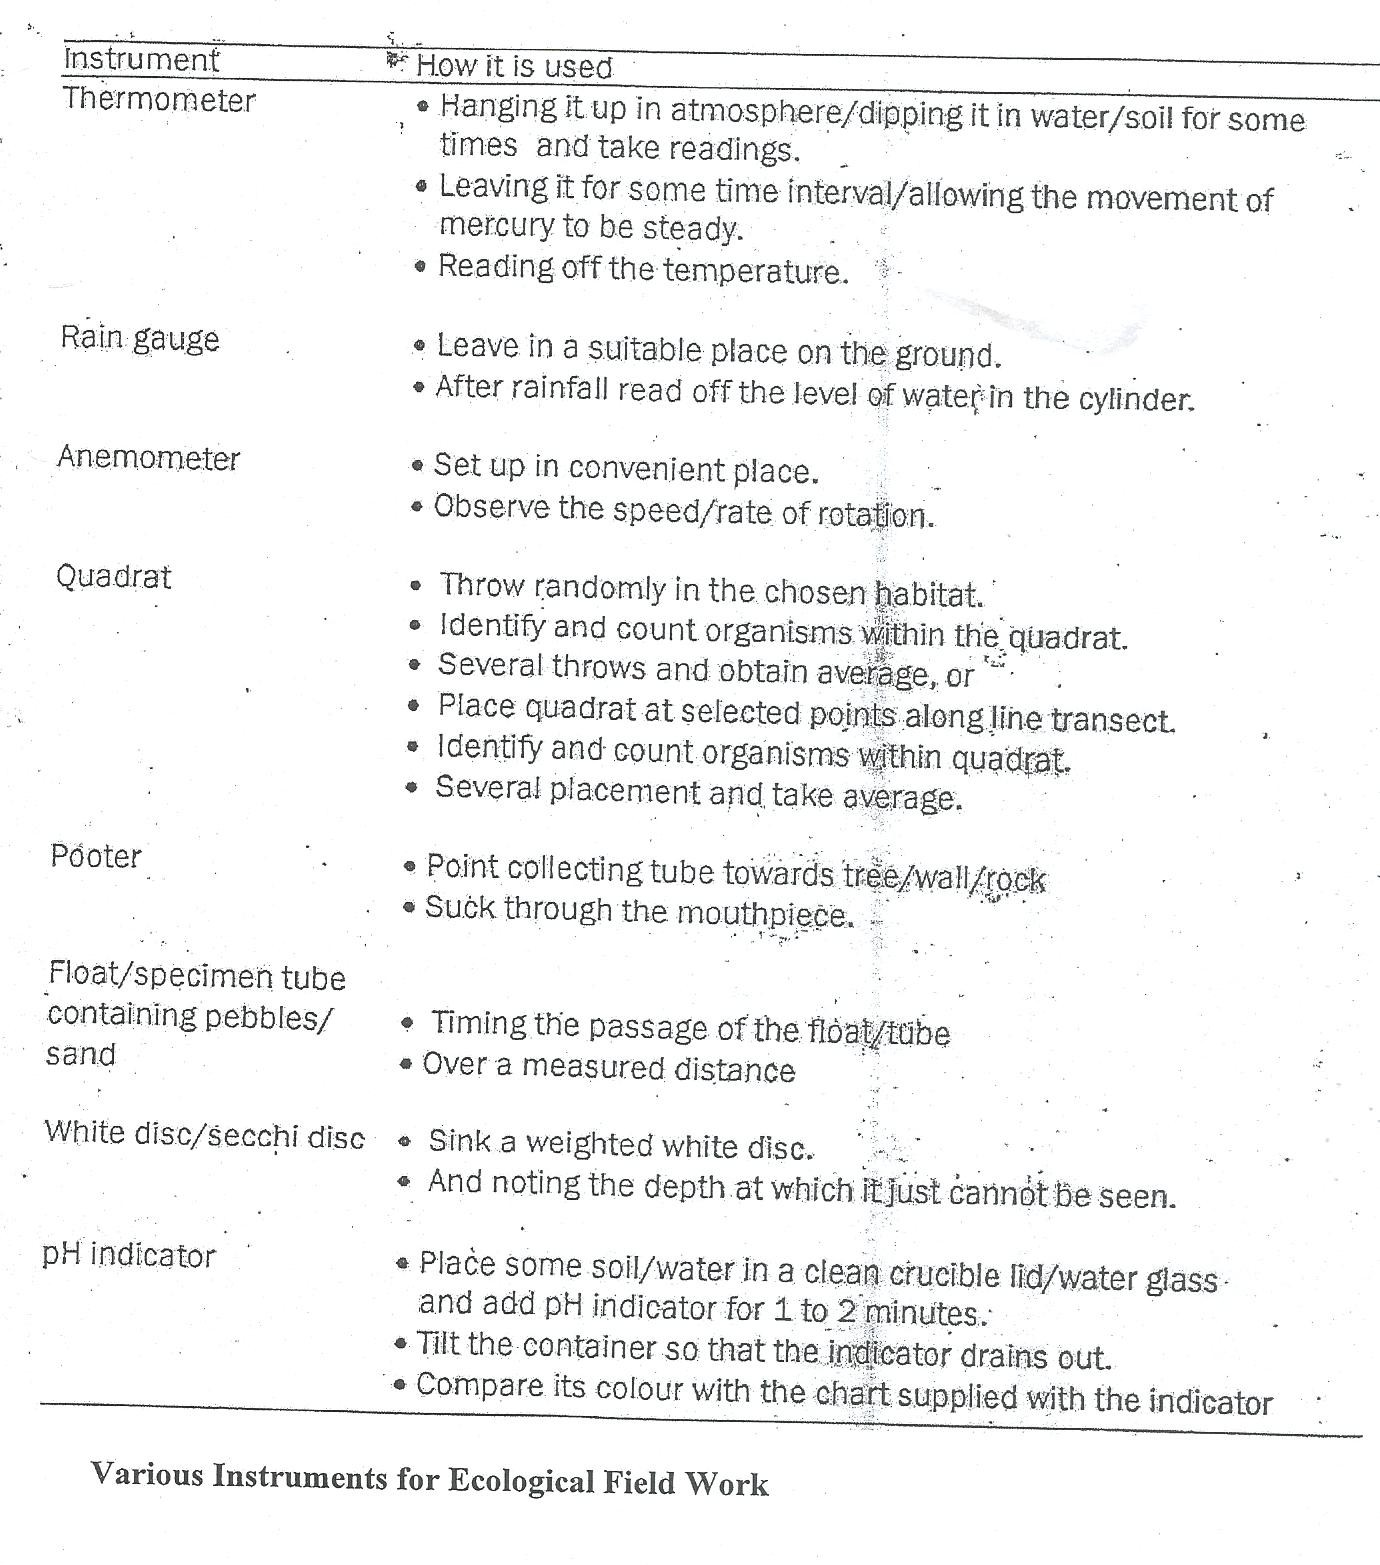 Instrument How it is used
Thermometer • Hanging it up in atmosphere/dipping it in water/soil for some
times and take readings.
• Leaving it for some time interval/allowing the movement of
mercury to be steady.
• Reading off the temperature.
Rain gauge • Leave in a suitable place on the ground.
• After rainfall read off the level of water in the cylinder.
Anemometer • Set up in convenient place.
• Observe the speed/rate of rotation.
Quadrat • Throw randomly in the chosen habitat.
• Identify and count organisms within the quadrat.
• Several throws and obtain average, or
• Place quadrat at selected points along line transect.
• Identify and count organisms within quadrat.
• Several placement and take average.
Pooter • Point collecting tube towards tree/wall/rock
• Suck through the mouthpiece.
Float/specimen tube
containing pebbles/ • Timing the passage of the float/tube
sand • Over a measured distance
White disc/secchi disc • Sink a weighted white disc.
• And noting the depth at which it just cannot be seen.
pH indicator • Place some soil/water in a clean crucible lid/water glass
and add pH indicator for 1 to 2 minutes.
• Tilt the container so that the indicator drains out.
• Compare its colour with the chart supplied with the indicator
Various Instruments for Ecological Field Work